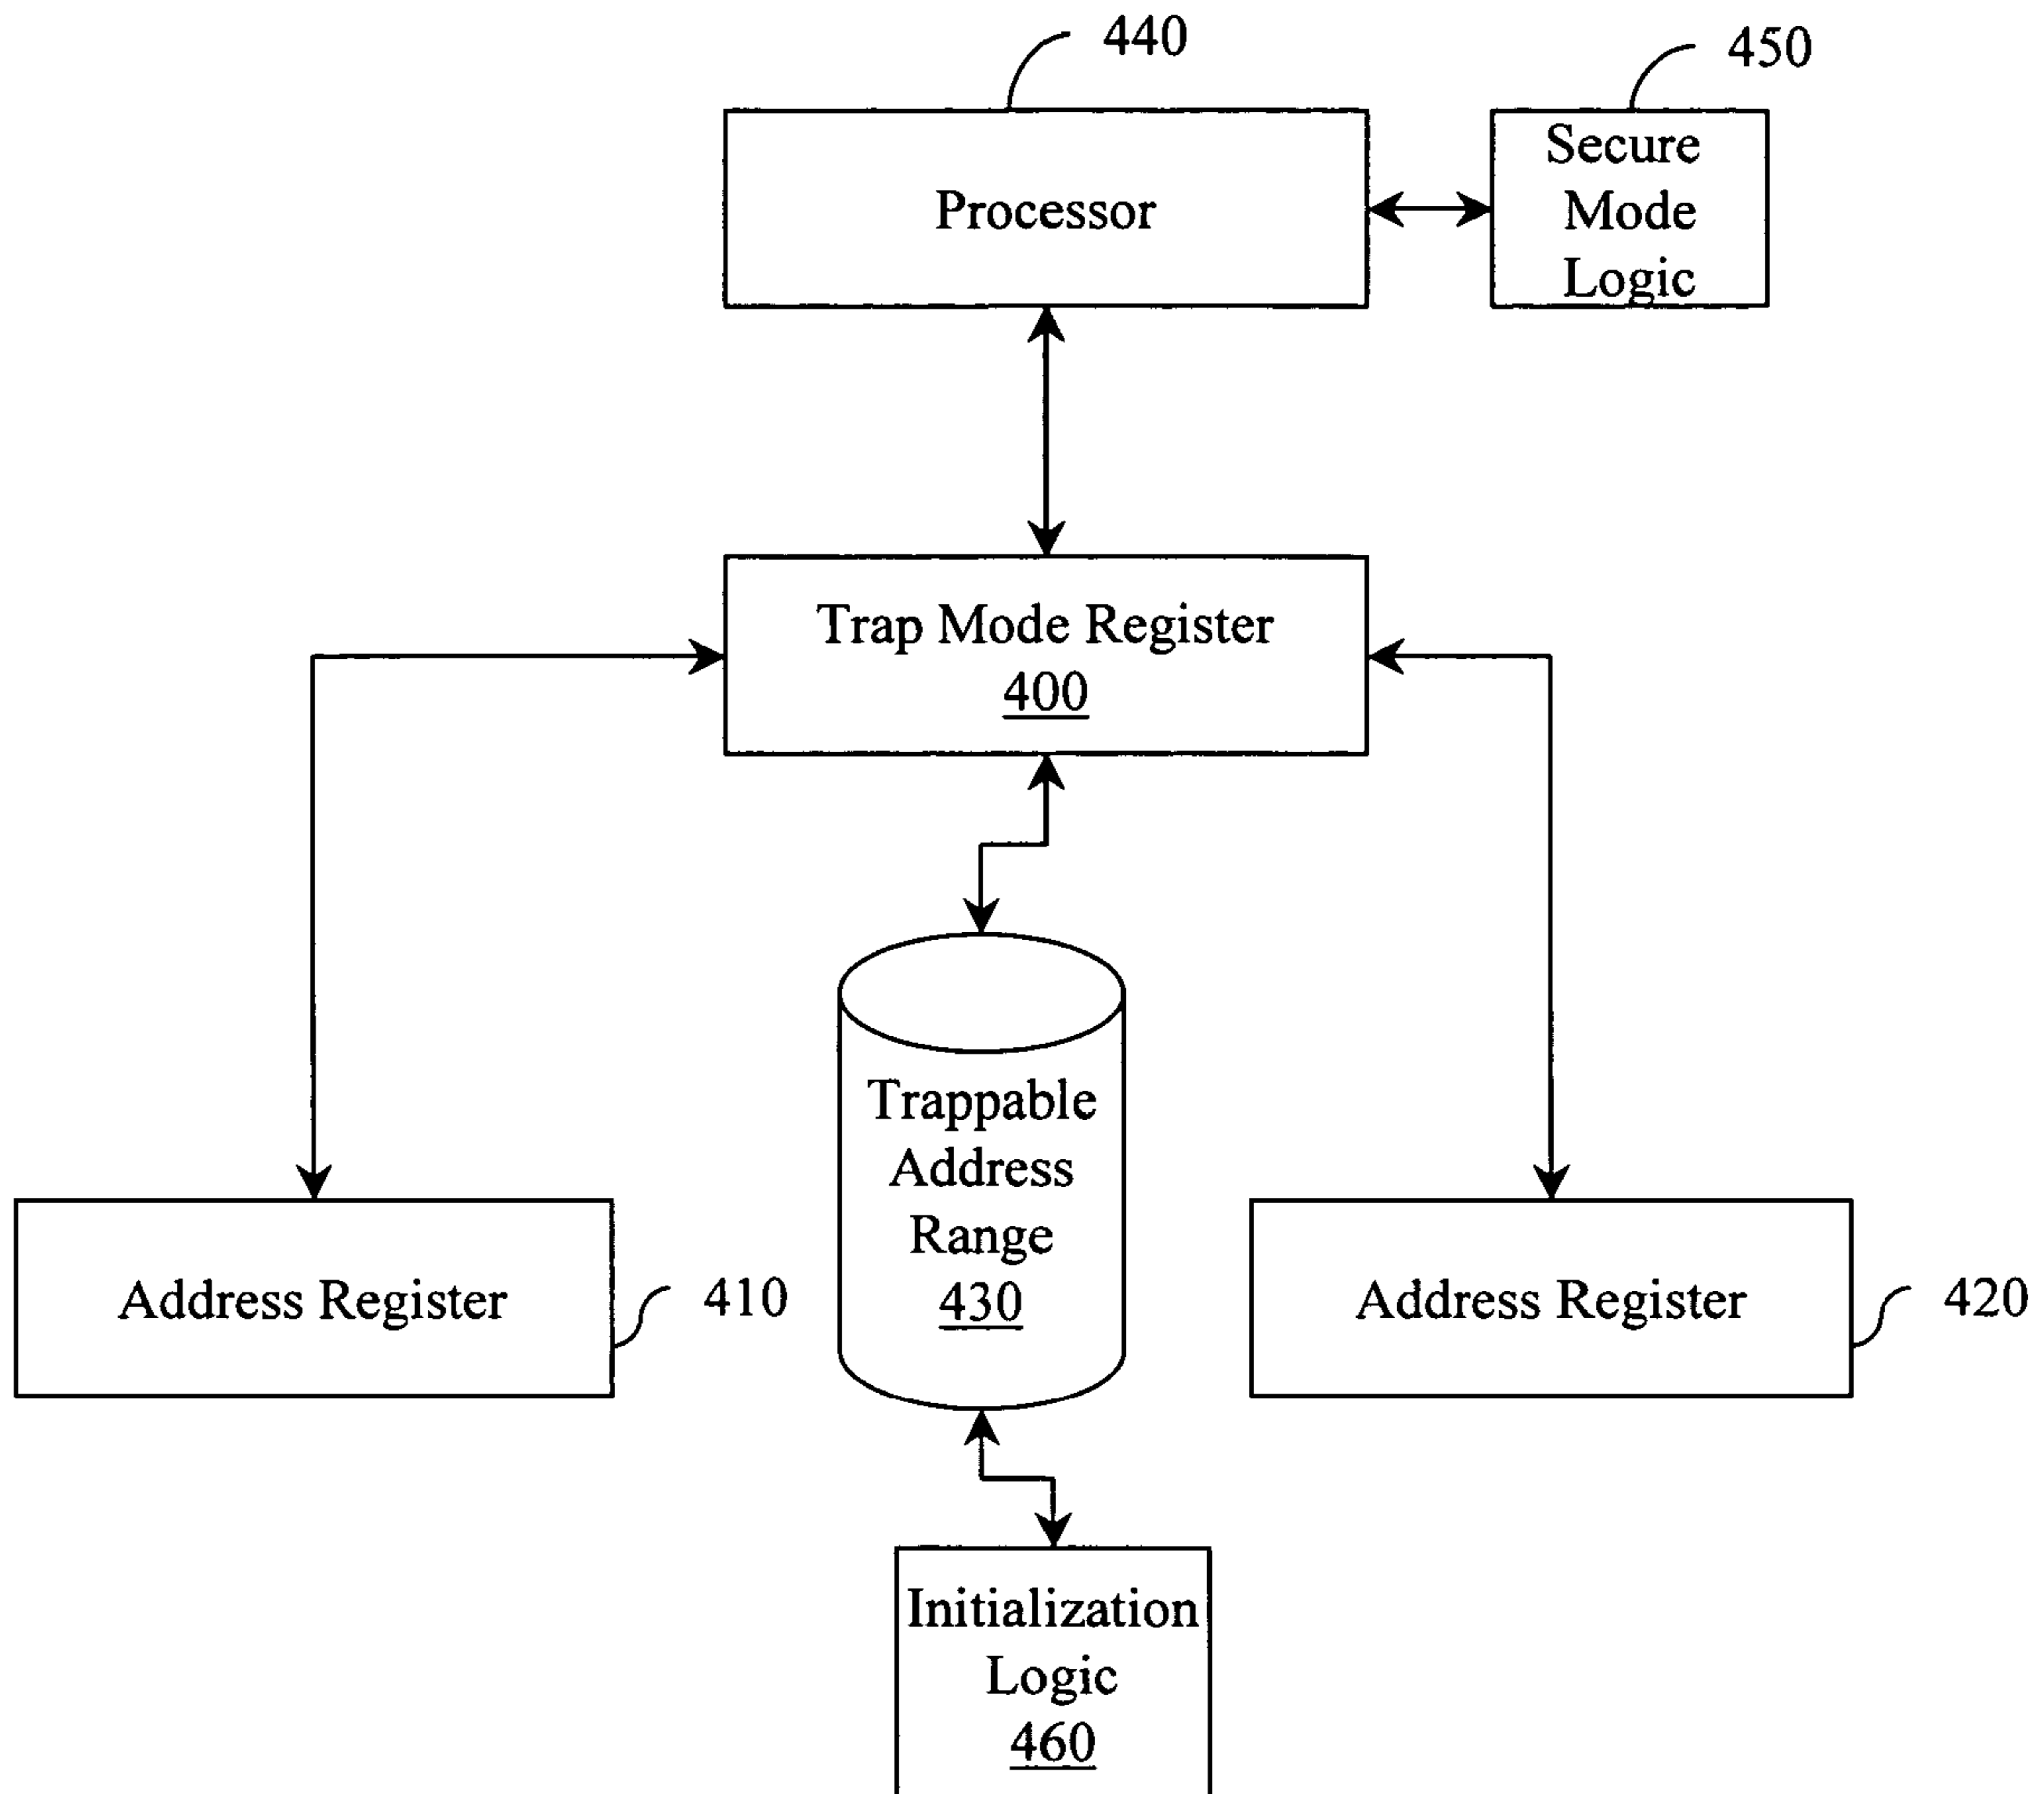 440
450
Processor
Secure
Mode
Logic
Trap Mode Register
400
Trappable
Address
Range
430
Address Register
410
Address Register
420
Initialization
Logic
460